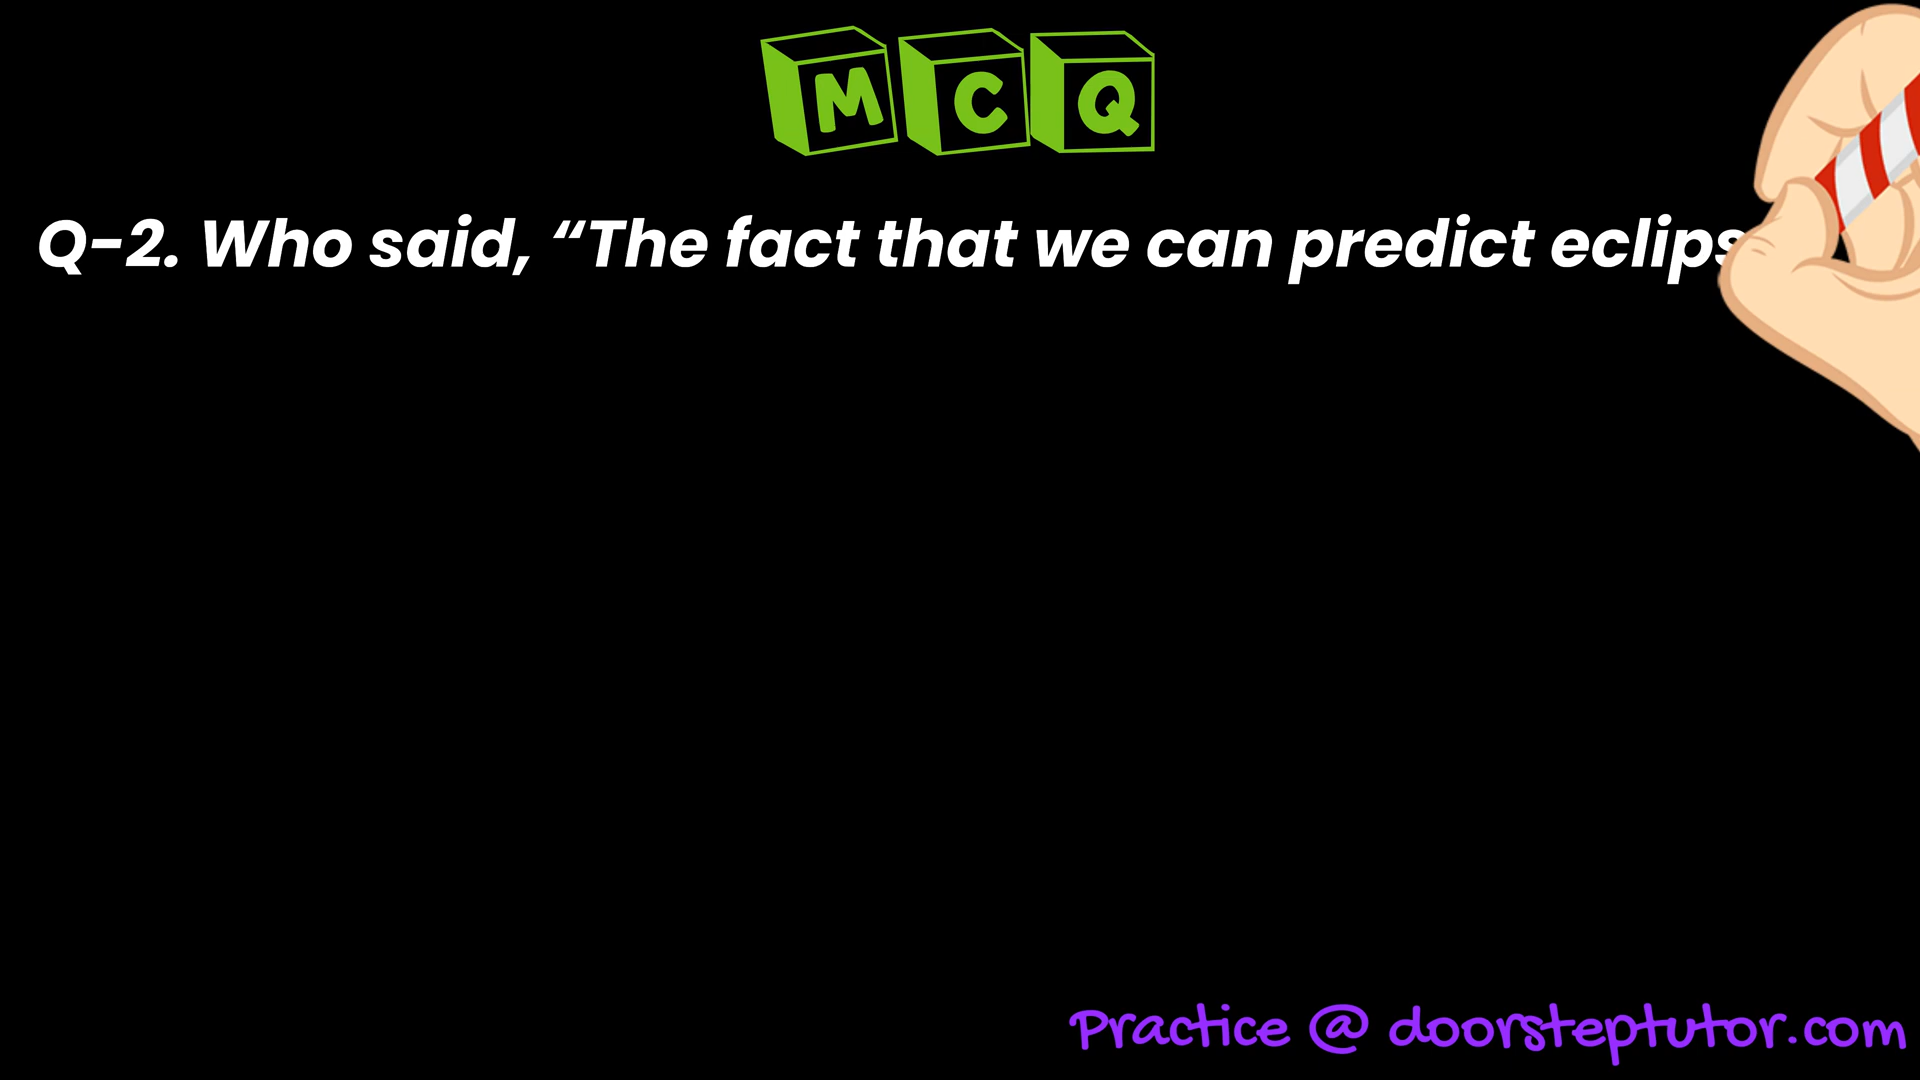 MCQ
Q-2. Who said, “The fact that we can predict eclips
Practice @ doorsteptutor.com